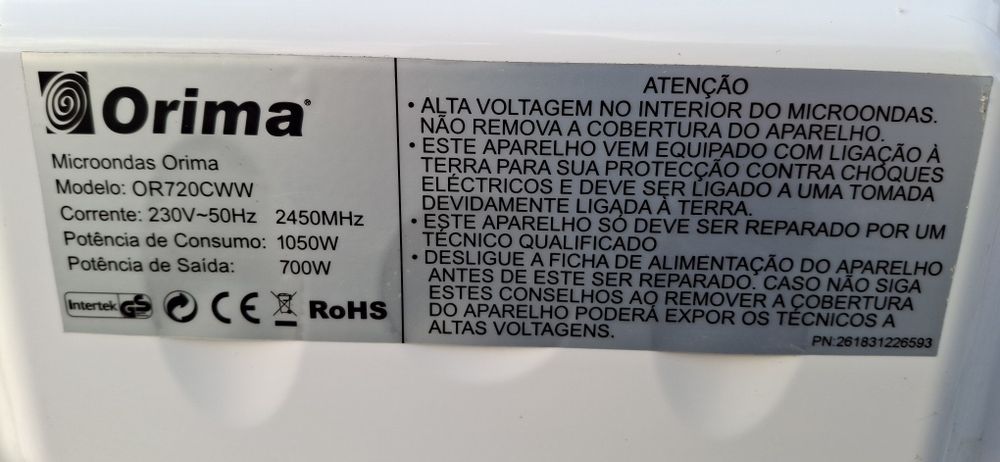 Orima®
Microondas Orima
Modelo: OR720CWW
Corrente: 230V~50Hz 2450MHz
Potência de Consumo: 1050W
Potência de Saída: 700W
Intertek GS CE RoHS
ATENÇÃO
• ALTA VOLTAGEM NO INTERIOR DO MICROONDAS.
NÃO REMOVA A COBERTURA DO APARELHO.
• ESTE APARELHO VEM EQUIPADO COM LIGAÇÃO À
TERRA PARA SUA PROTECÇÃO CONTRA CHOQUES
ELÉCTRICOS E DEVE SER LIGADO A UMA TOMADA
DEVIDAMENTE LIGADA À TERRA.
• ESTE APARELHO SÓ DEVE SER REPARADO POR UM
TÉCNICO QUALIFICADO
• DESLIGUE A FICHA DE ALIMENTAÇÃO DO APARELHO
ANTES DE ESTE SER REPARADO. CASO NÃO SIGA
ESTES CONSELHOS AO REMOVER A COBERTURA
DO APARELHO PODERÁ EXPOR OS TÉCNICOS A
ALTAS VOLTAGENS.
PN:261831226593